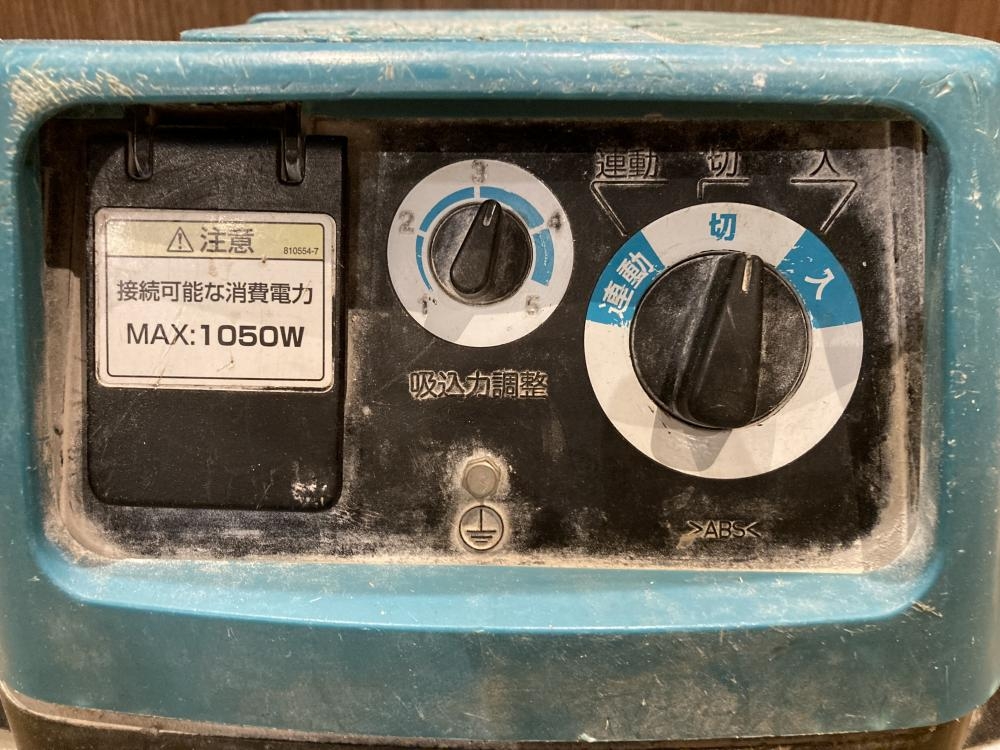 注意
810554-7
接続可能な消費電力
MAX:1050W
1
2
3
4
5
吸込力調整
連動 切 入
連動 切 入
>ABS<